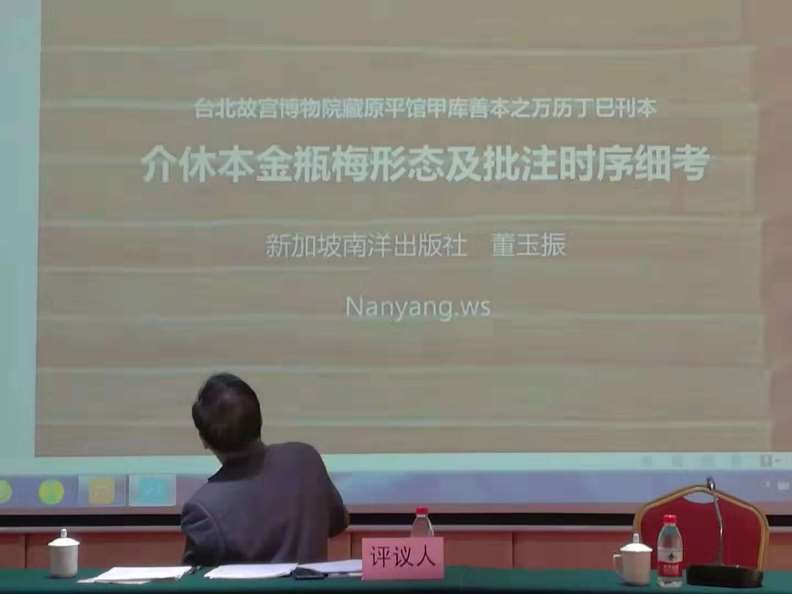 台北故宫博物院藏原平馆甲库善本之万历丁巳刊本
介休本金瓶梅形态及批注时序细考
新加坡南洋出版社 董玉振
Nanyang.ws
评议人